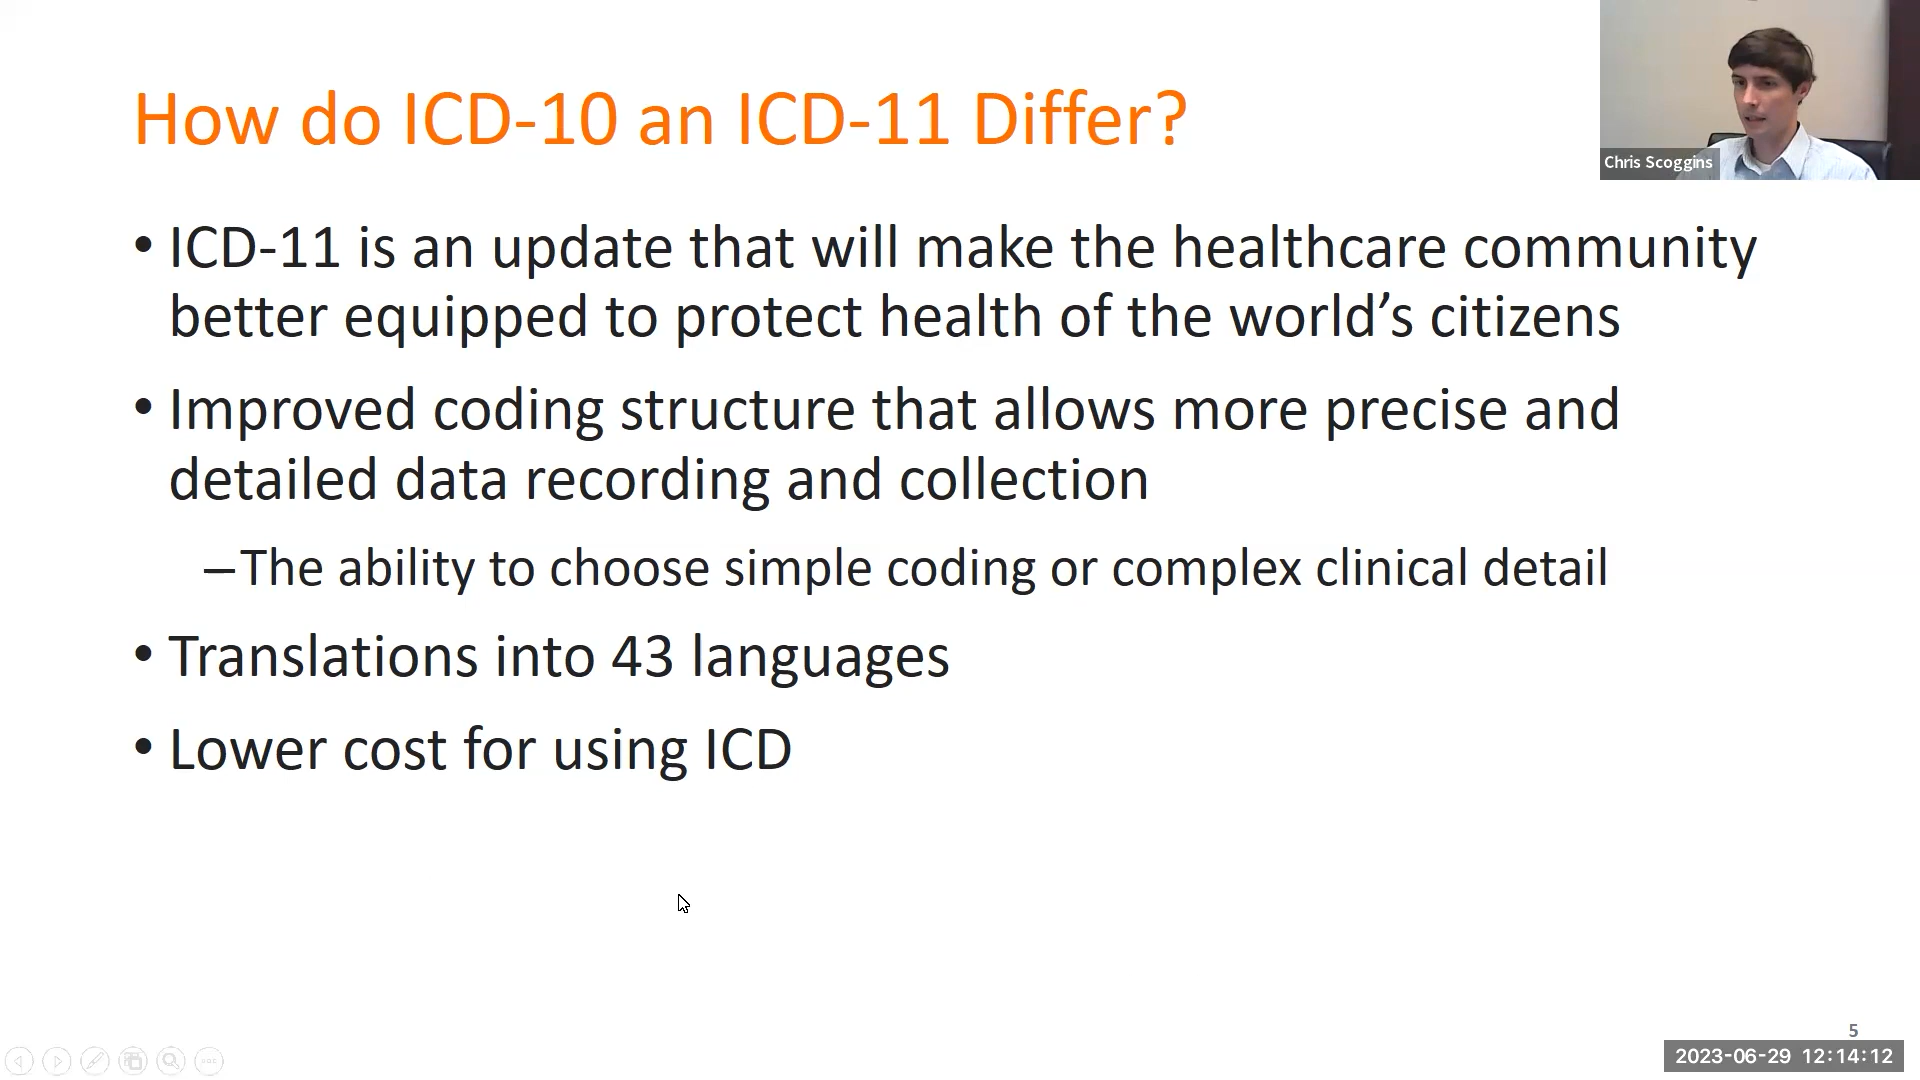 How do ICD-10 an ICD-11 Differ?
Chris Scoggins
• ICD-11 is an update that will make the healthcare community
better equipped to protect health of the world’s citizens
• Improved coding structure that allows more precise and
detailed data recording and collection
–The ability to choose simple coding or complex clinical detail
• Translations into 43 languages
• Lower cost for using ICD
5
2023-06-29 12:14:12